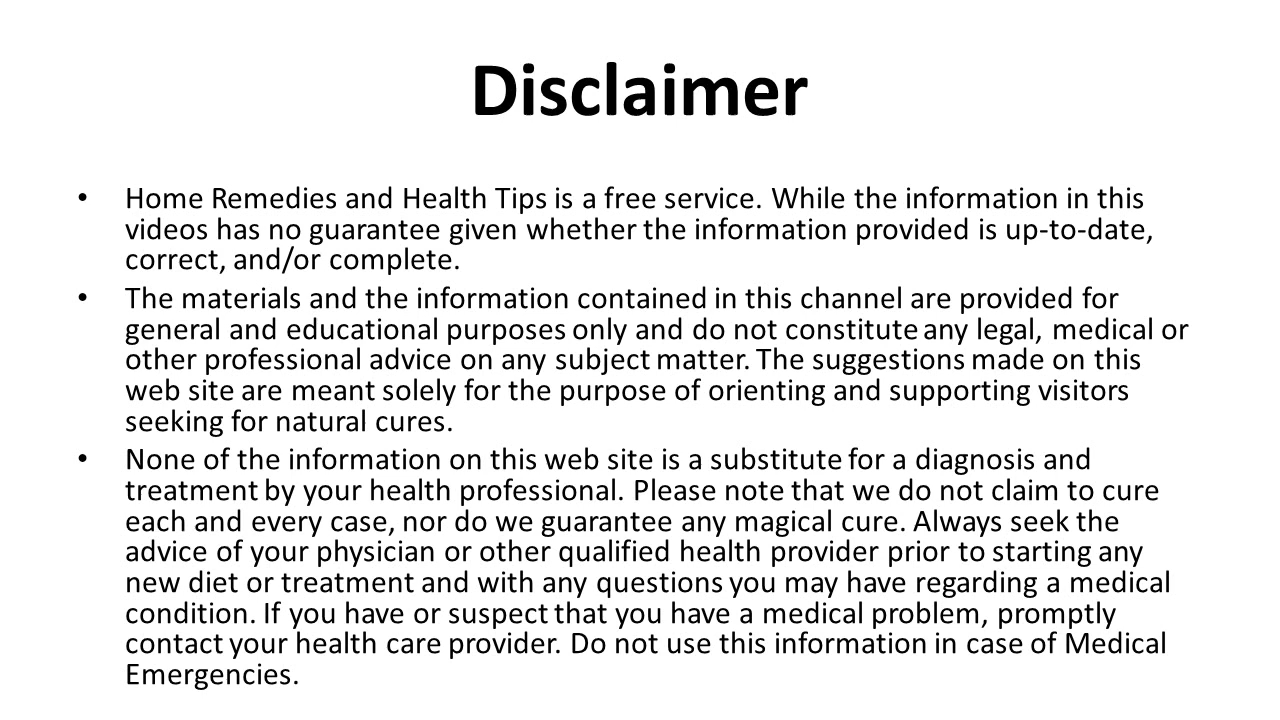 Disclaimer
• Home Remedies and Health Tips is a free service. While the information in this
videos has no guarantee given whether the information provided is up-to-date,
correct, and/or complete.
• The materials and the information contained in this channel are provided for
general and educational purposes only and do not constitute any legal, medical or
other professional advice on any subject matter. The suggestions made on this
web site are meant solely for the purpose of orienting and supporting visitors
seeking for natural cures.
• None of the information on this web site is a substitute for a diagnosis and
treatment by your health professional. Please note that we do not claim to cure
each and every case, nor do we guarantee any magical cure. Always seek the
advice of your physician or other qualified health provider prior to starting any
new diet or treatment and with any questions you may have regarding a medical
condition. If you have or suspect that you have a medical problem, promptly
contact your health care provider. Do not use this information in case of Medical
Emergencies.